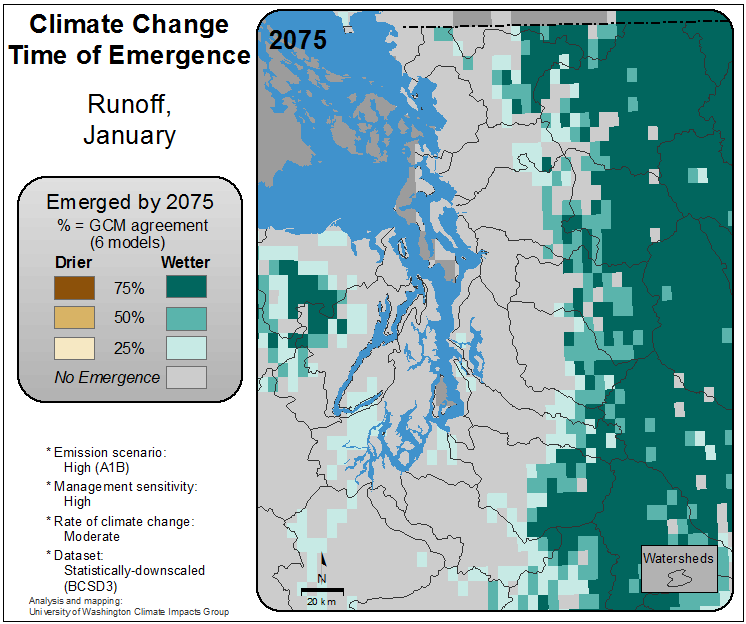 Climate Change
Time of Emergence
Runoff,
January
Emerged by 2075
% = GCM agreement
(6 models)
Drier Wetter
75%
50%
25%
No Emergence
* Emission scenario:
High (A1B)
* Management sensitivity:
High
* Rate of climate change:
Moderate
* Dataset:
Statistically-downscaled
(BCSD3)
Analysis and mapping:
University of Washington Climate Impacts Group
2075
N
20 km
Watersheds